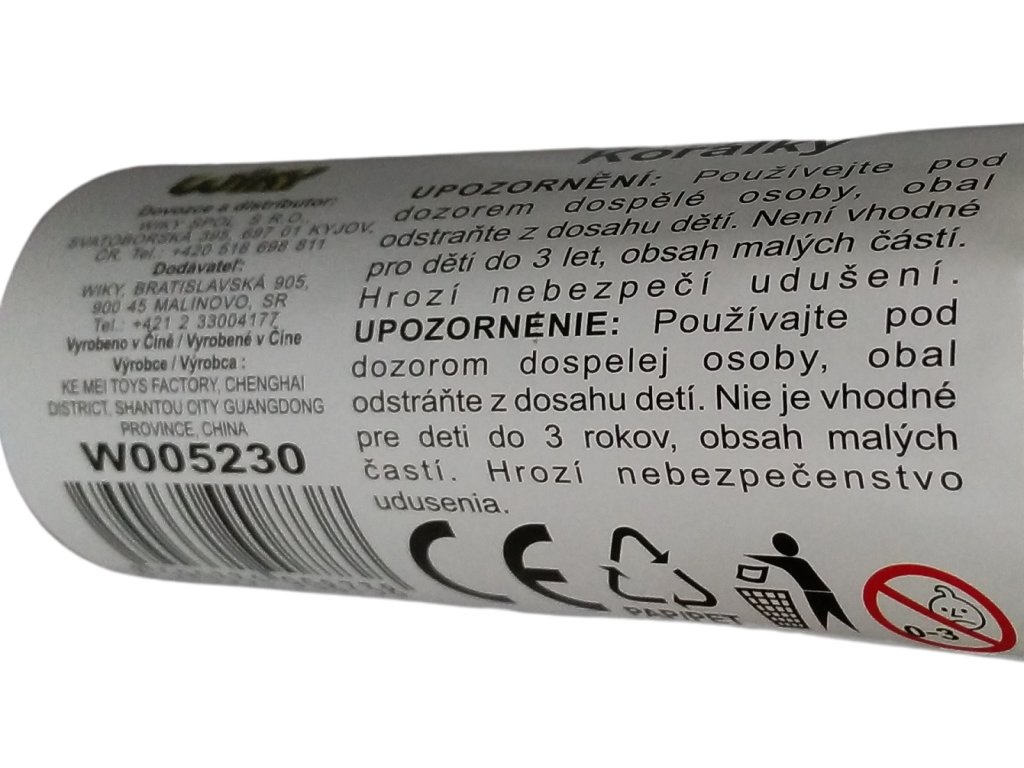 Korálky
wiky
Dovozce a distributor:
WIKY SPOL. S R.O.,
SVATOBOŘSKÁ 395, 697 01 KYJOV,
ČR. Tel.: +420 518 698 811
Dodávateľ:
WIKY, BRATISLAVSKÁ 905,
900 45 MALINOVO, SR
Tel.: +421 2 33004177
Vyrobeno v Číně / Vyrobené v Číne
Výrobce / Výrobca :
KE MEI TOYS FACTORY, CHENGHAI
DISTRICT, SHANTOU CITY GUANGDONG
PROVINCE, CHINA
W005230
UPOZORNĚNÍ: Používejte pod
dozorem dospělé osoby, obal
odstraňte z dosahu dětí. Není vhodné
pro děti do 3 let, obsah malých částí.
Hrozí nebezpečí udušení.
UPOZORNÉNIE: Používajte pod
dozorom dospelej osoby, obal
odstráňte z dosahu detí. Nie je vhodné
pre deti do 3 rokov, obsah malých
častí. Hrozí nebezpečenstvo
udusenia.
CE
PAP/PET
0-3